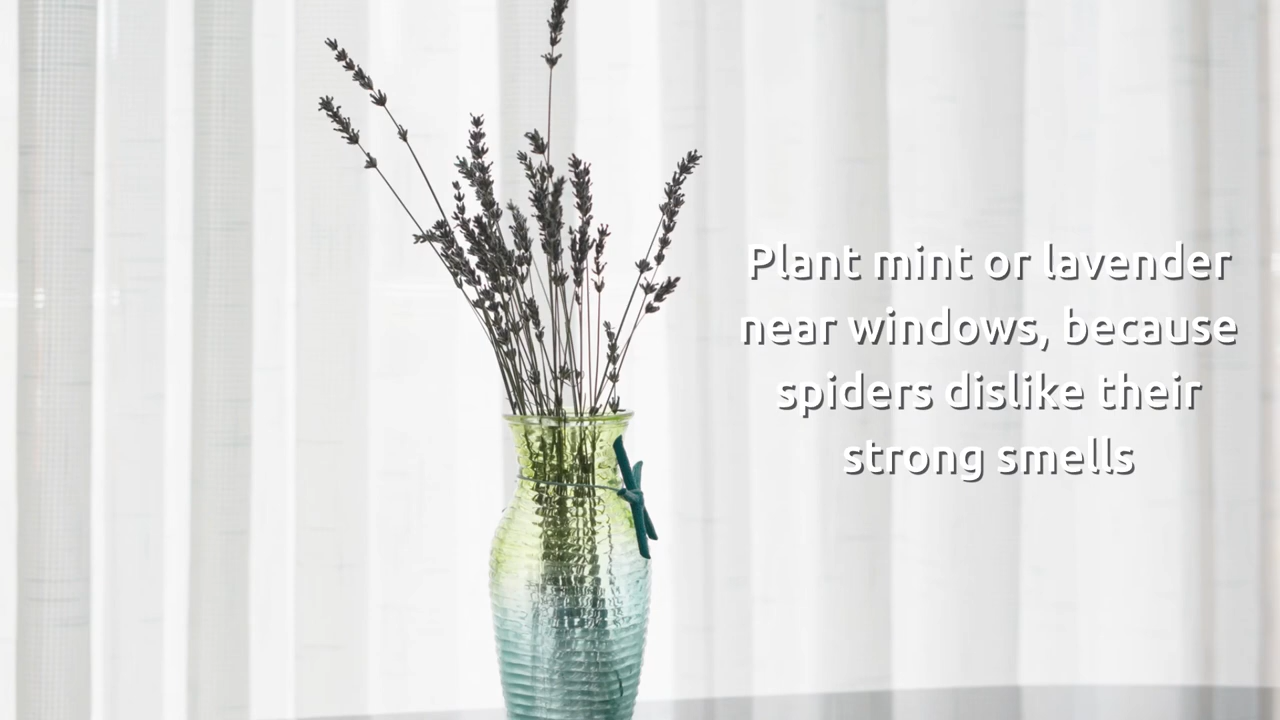 Plant mint or lavender
near windows, because
spiders dislike their
strong smells